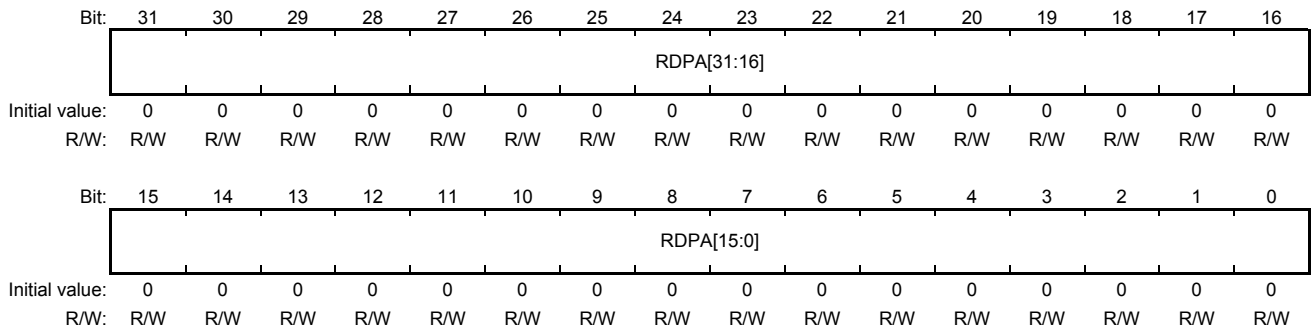 Bit: 31 30 29 28 27 26 25 24 23 22 21 20 19 18 17 16
RDPA[31:16]
Initial value: 0 0 0 0 0 0 0 0 0 0 0 0 0 0 0 0
R/W: R/W R/W R/W R/W R/W R/W R/W R/W R/W R/W R/W R/W R/W R/W R/W R/W
Bit: 15 14 13 12 11 10 9 8 7 6 5 4 3 2 1 0
RDPA[15:0]
Initial value: 0 0 0 0 0 0 0 0 0 0 0 0 0 0 0 0
R/W: R/W R/W R/W R/W R/W R/W R/W R/W R/W R/W R/W R/W R/W R/W R/W R/W